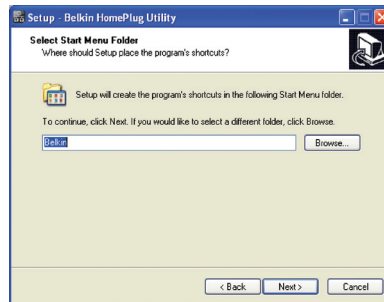 Setup - Belkin HomePlug Utility
Select Start Menu Folder
Where should Setup place the program's shortcuts?
Setup will create the program's shortcuts in the following Start Menu folder.
To continue, click Next. If you would like to select a different folder, click Browse.
Belkin
Browse...
< Back
Next >
Cancel